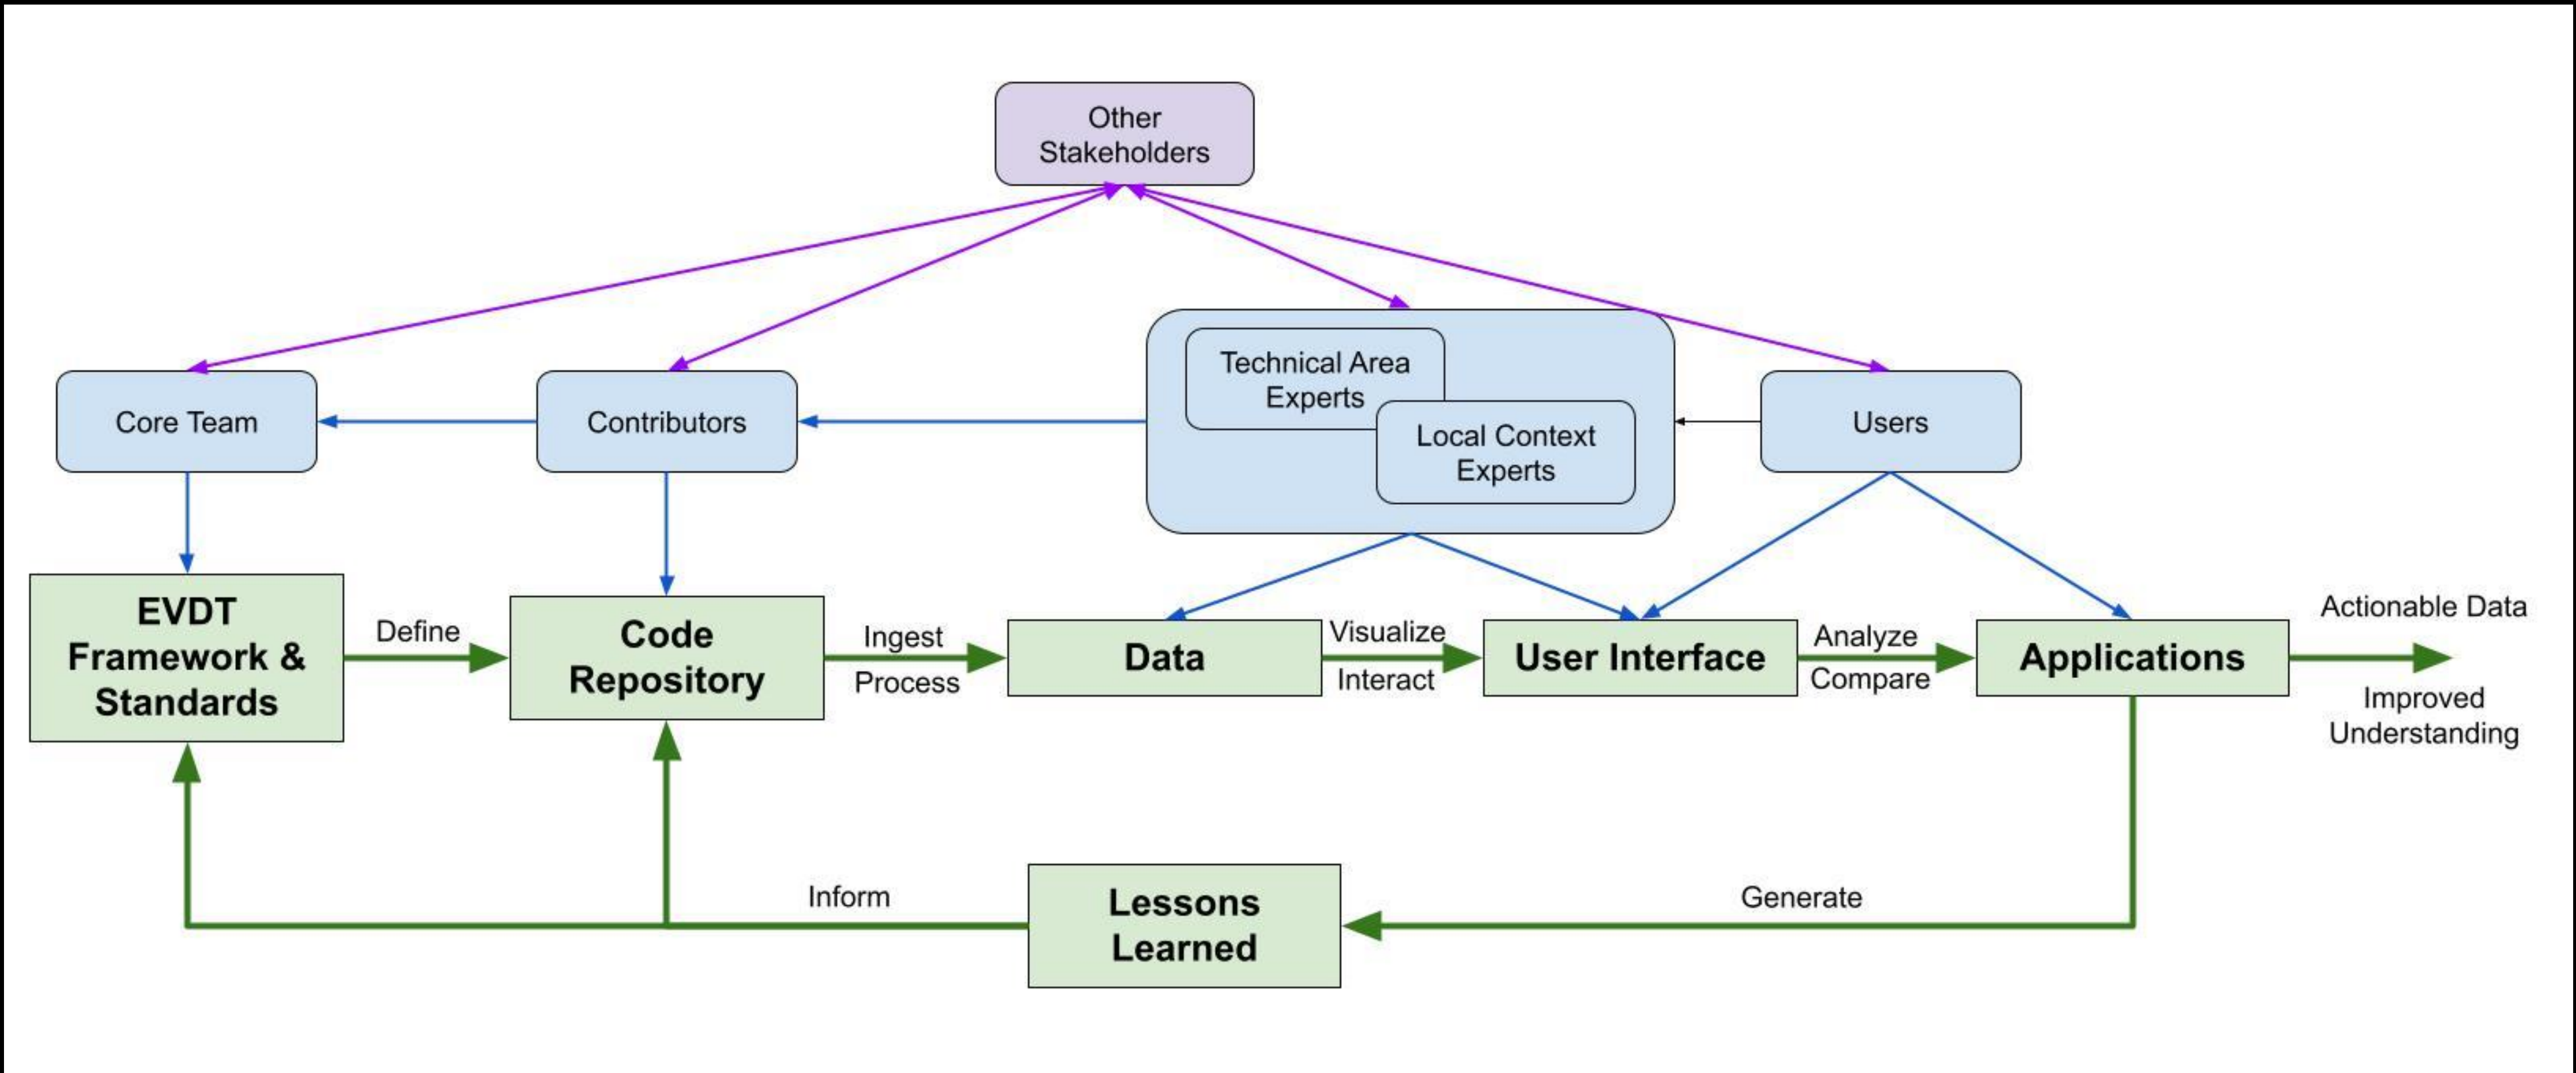 Other
Stakeholders
Technical Area
Experts
Local Context
Experts
Core Team
Contributors
Users
EVDT
Framework &
Standards
Define
Code
Repository
Ingest
Process
Data
Visualize
Interact
User Interface
Analyze
Compare
Applications
Actionable Data
Improved
Understanding
Inform
Lessons
Learned
Generate